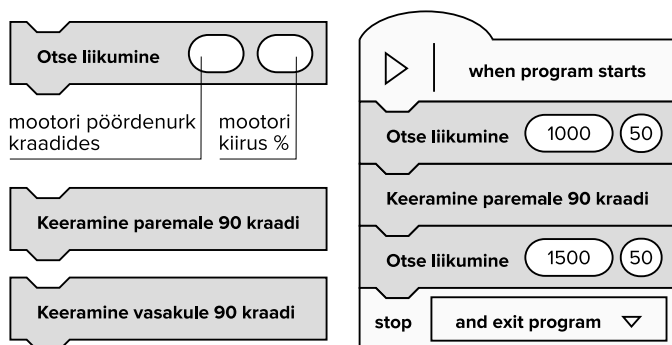 Otse liikumine
mootori pöördenurk
kraadides
mootori
kiirus %
Keeramine paremale 90 kraadi
Keeramine vasakule 90 kraadi
when program starts
Otse liikumine 1000 50
Keeramine paremale 90 kraadi
Otse liikumine 1500 50
stop and exit program